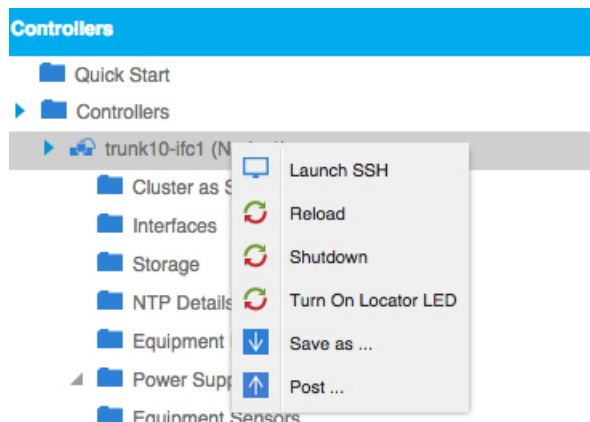 Controllers
Quick Start
Controllers
trunk10-ifc1
Launch SSH
Cluster as
Reload
Interfaces
Shutdown
Storage
Turn On Locator LED
NTP Details
Save as ...
Equipment
Post ...
Power
Equipment Sensors